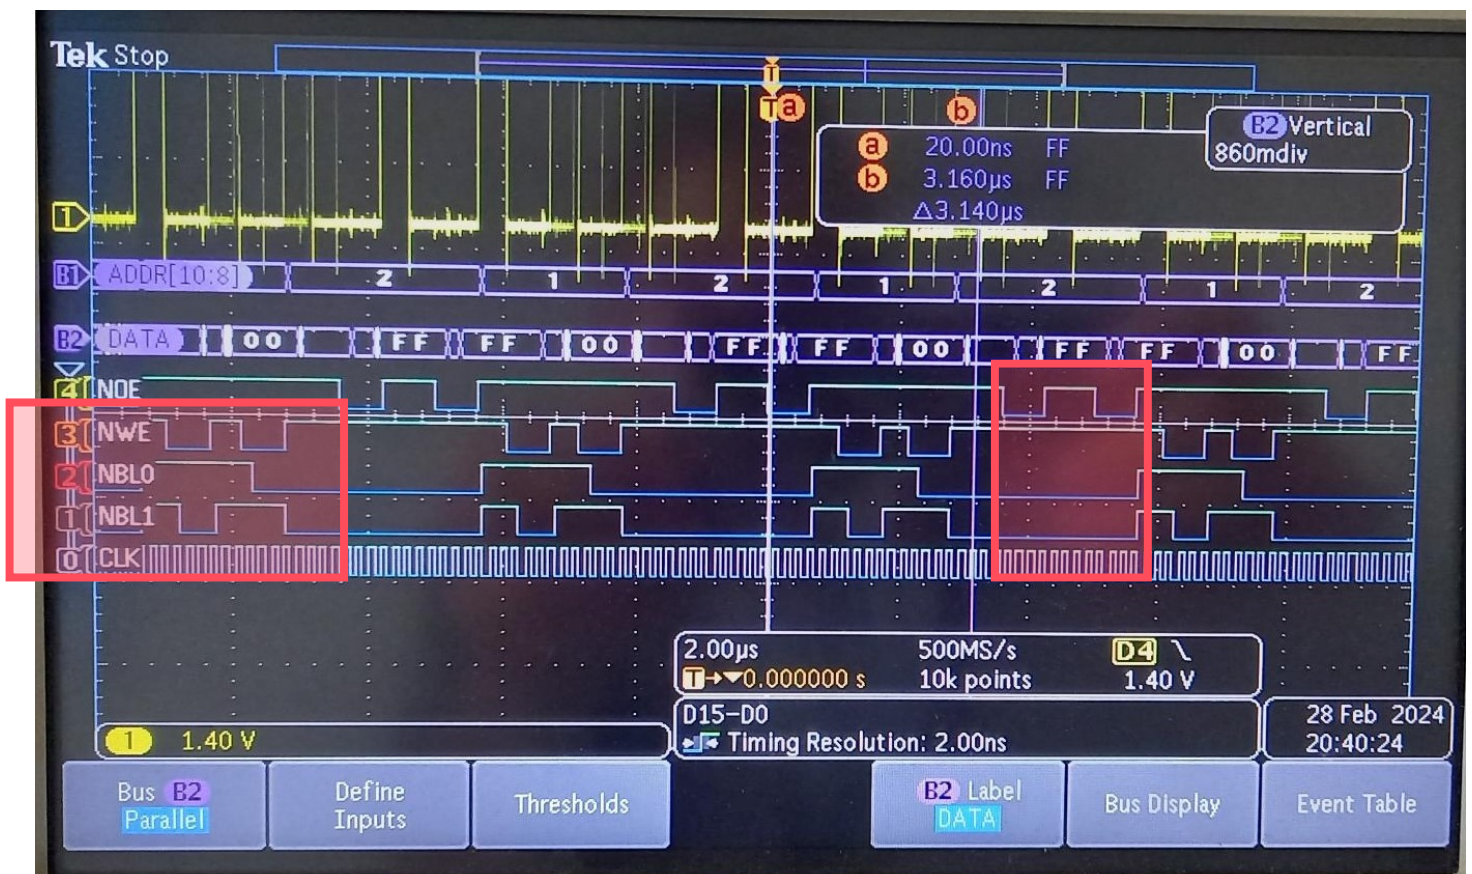 Tek Stop
T
T a b
B2 Vertical
860mdiv
a 20.00ns FF
b 3.160µs FF
△3.140µs
1
B1 ADDR[10:8] 2 1 2 1 2 1 2
B2 DATA 00 FF FF 00 FF FF 00 FF FF 00 FF
4 NOE
3 NWE
2 NBL0
1 NBL1
0 CLK
2.00µs 500MS/s D4 \
T→▼0.000000 s 10k points 1.40 V
D15-D0
Timing Resolution: 2.00ns
28 Feb 2024
20:40:24
1 1.40 V
Bus B2
Parallel
Define
Inputs
Thresholds
B2 Label
DATA
Bus Display
Event Table